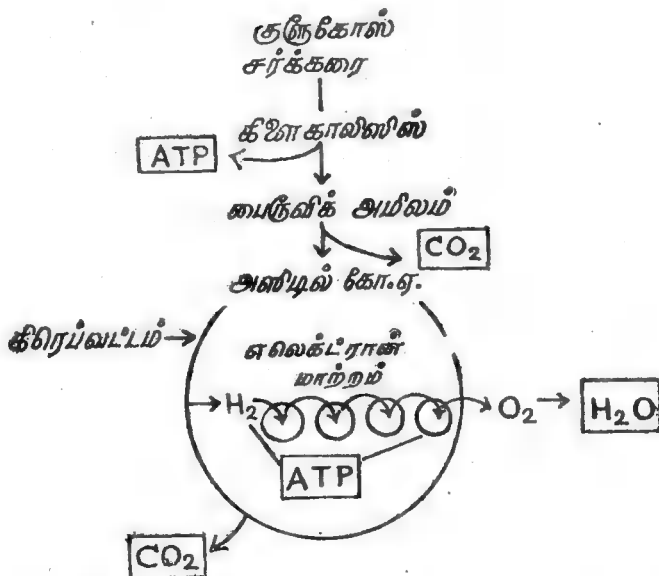 குளுகோஸ்
சர்க்கரை
கிளைகாலிஸிஸ்
ATP
பைரூவிக் அமிலம்
CO₂
அஸிடில் கோ.ஏ.
கிரெப்வட்டம்
எலெக்ட்ரான்
மாற்றம்
H₂ O₂ H₂O
ATP
CO₂